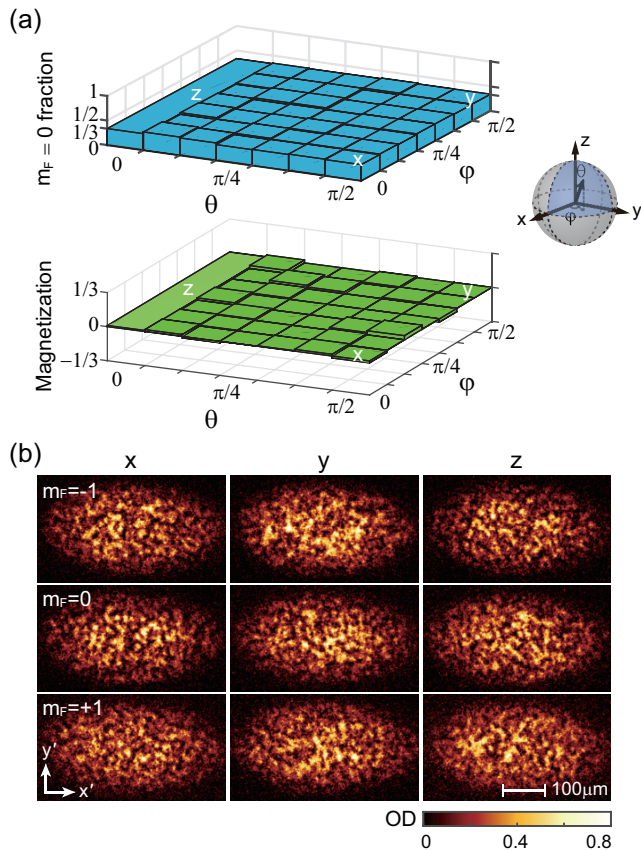 (a)
m_F = 0 fraction
1
1/2
1/3
0
z
y
x
0
π/4
π/2
θ
0
π/4
π/2
φ
z
θ
x
φ
y
Magnetization
1/3
0
−1/3
z
y
x
0
π/4
π/2
θ
0
π/4
π/2
φ
(b)
x y z
m_F=-1
m_F=0
m_F=+1
y'
x'
100μm
OD
0 0.4 0.8